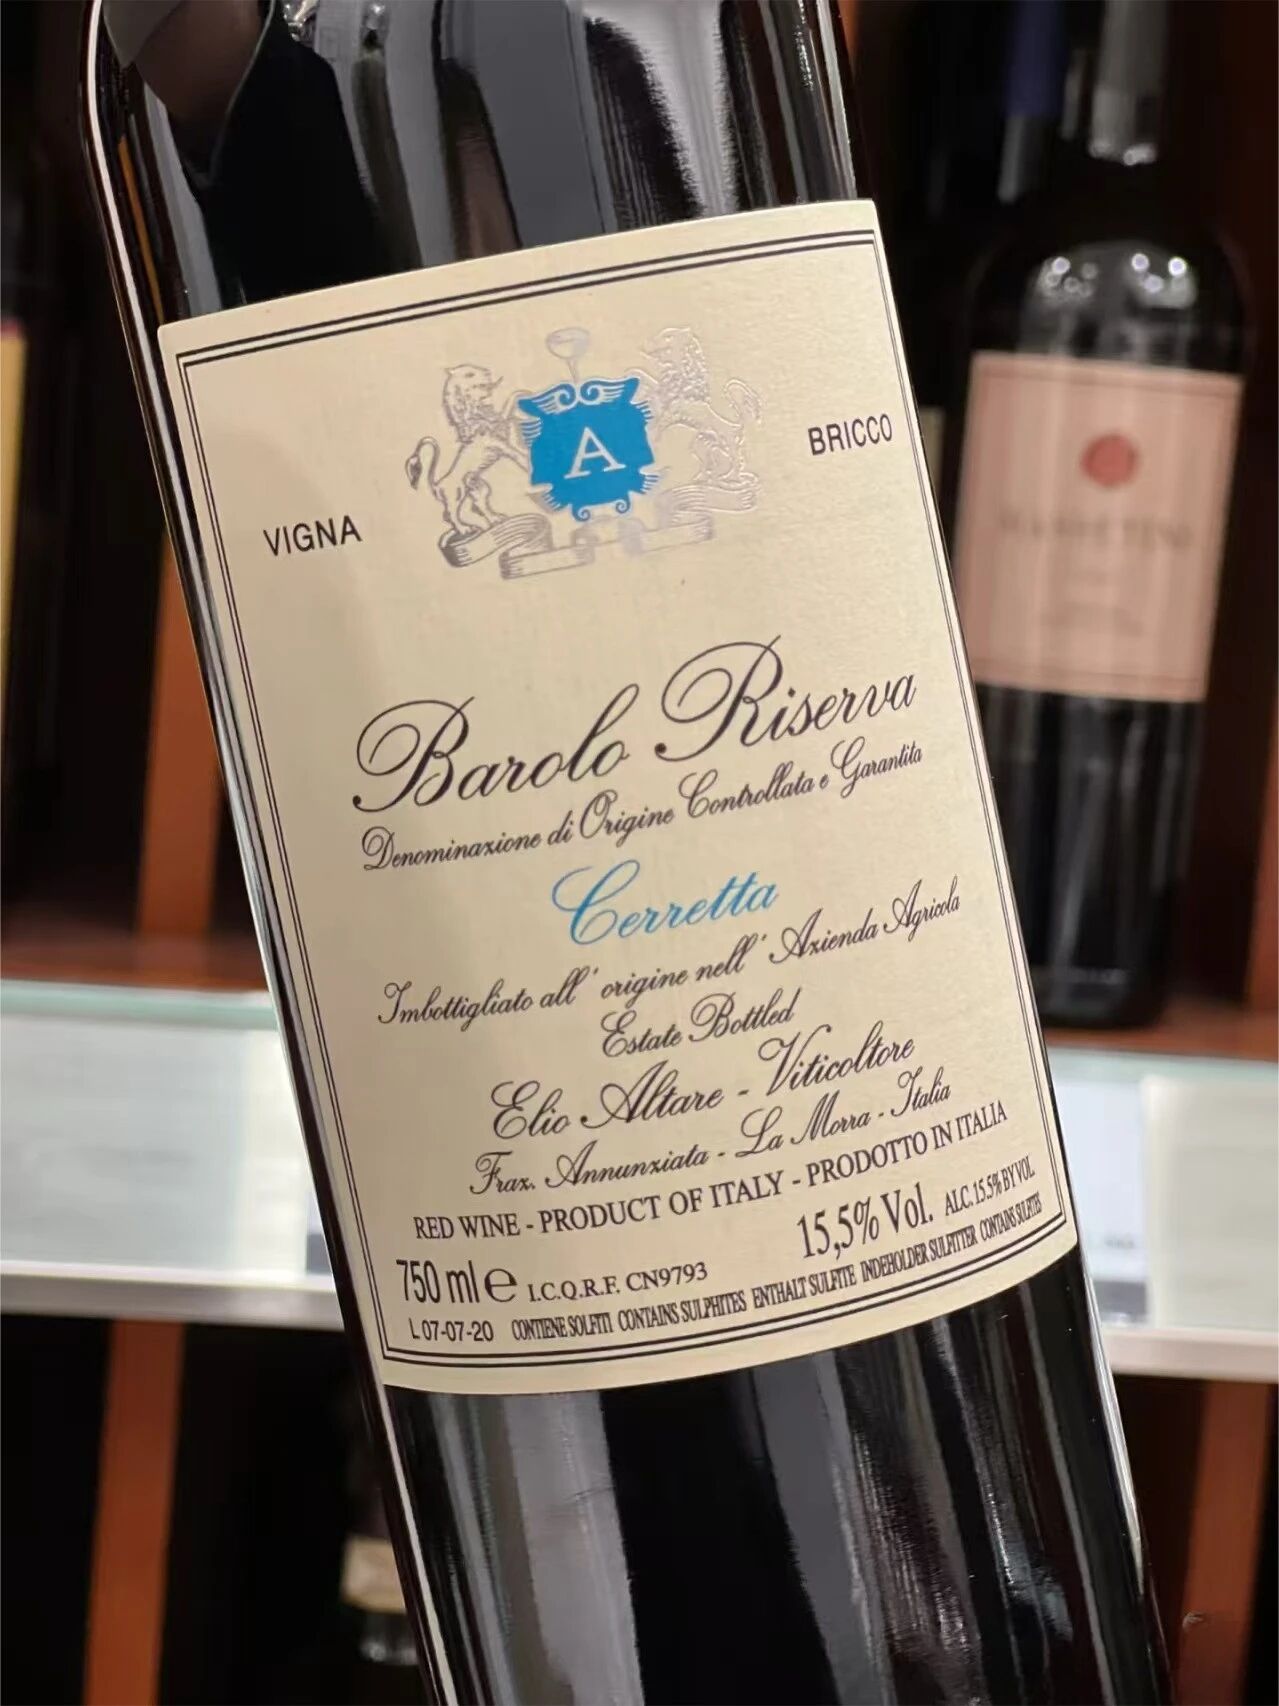 A
VIGNA
BRICCO
Barolo Riserva
Denominazione di Origine Controllata e Garantita
Cerretta
Imbottigliato all' origine nell' Azienda Agricola
Estate Bottled
Elio Altare - Viticoltore
Fraz. Annunziata - La Morra - Italia
RED WINE - PRODUCT OF ITALY - PRODOTTO IN ITALIA
15,5% Vol. ALC. 15.5% BY VOL
750 ml e I.C.Q.R.F. CN9793
L 07-07-20 CONTIENE SOLFITI CONTAINS SULPHITES ENTHALT SULFITE INDEHOLDER SULFITTER CONTAINS SULFITES